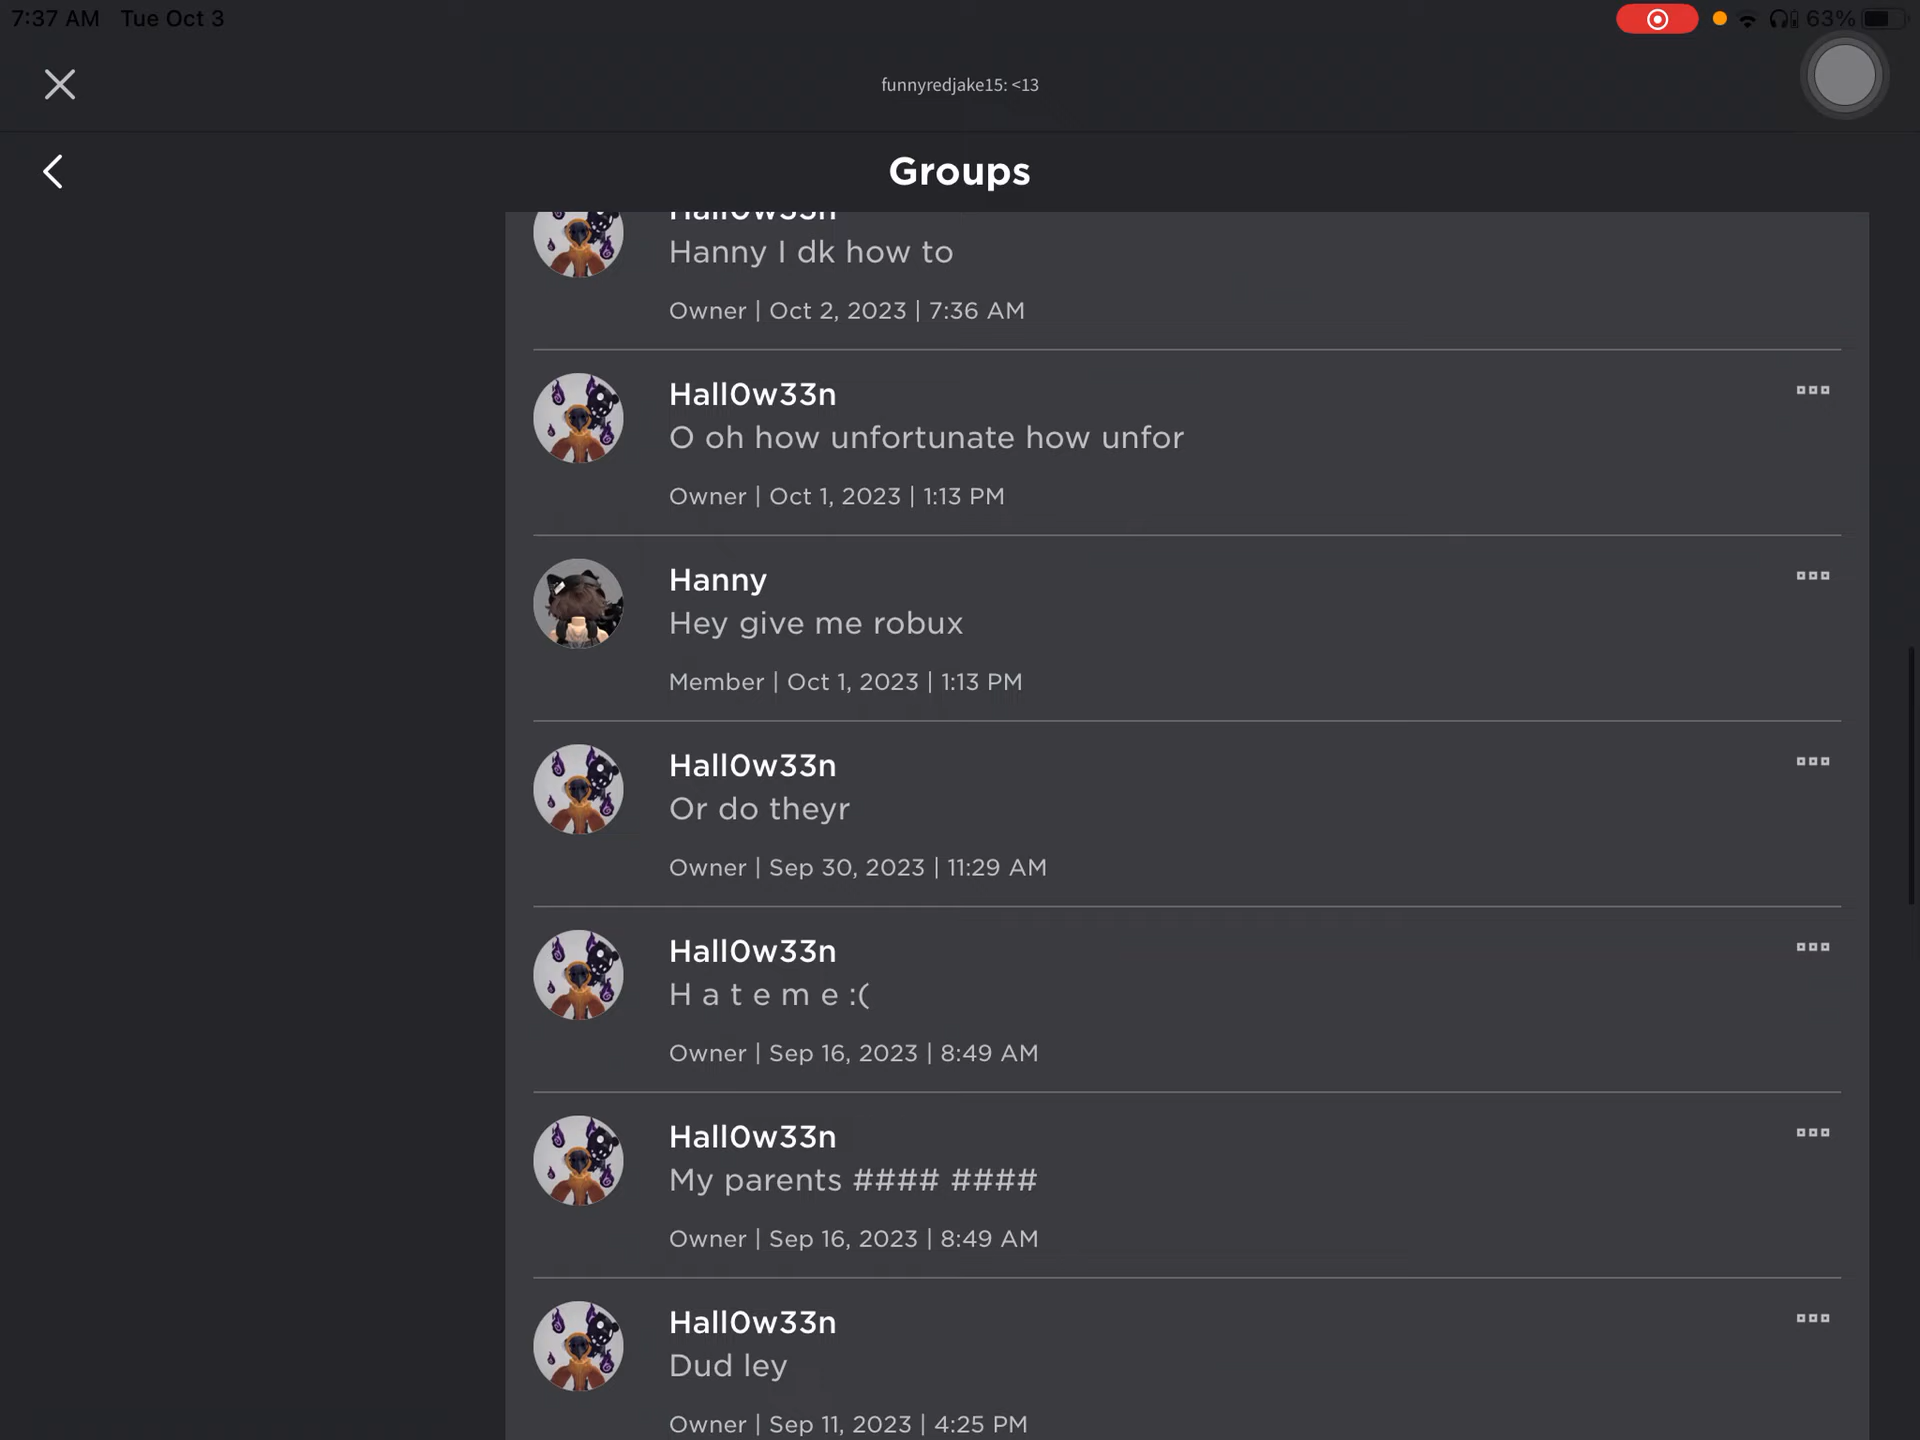 7:37 AM Tue Oct 3
63%
funnyredjake15: <13
Groups
Hall0w33n
Hanny I dk how to
Owner | Oct 2, 2023 | 7:36 AM
Hall0w33n
O oh how unfortunate how unfor
Owner | Oct 1, 2023 | 1:13 PM
Hanny
Hey give me robux
Member | Oct 1, 2023 | 1:13 PM
Hall0w33n
Or do theyr
Owner | Sep 30, 2023 | 11:29 AM
Hall0w33n
H a t e m e :(
Owner | Sep 16, 2023 | 8:49 AM
Hall0w33n
My parents #### ####
Owner | Sep 16, 2023 | 8:49 AM
Hall0w33n
Dud ley
Owner | Sep 11, 2023 | 4:25 PM